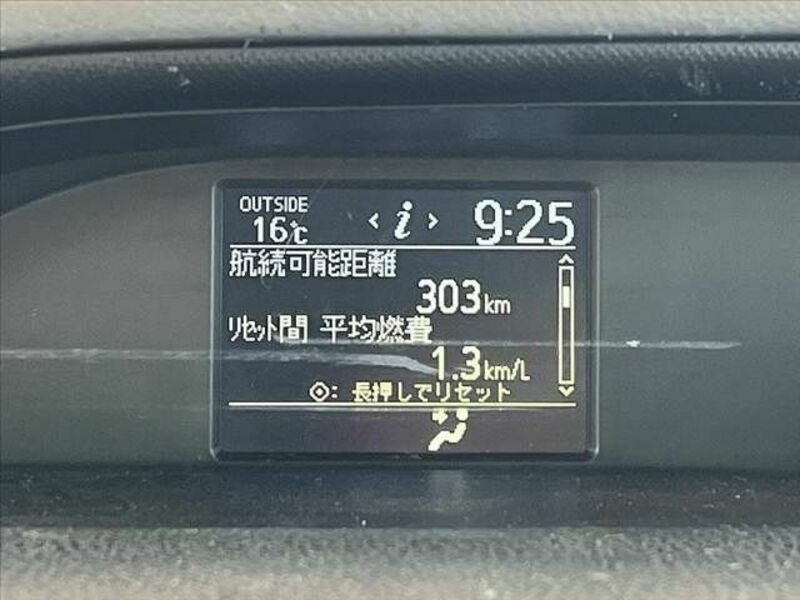 OUTSIDE
16℃ < i > 9:25
航続可能距離
303km
リセット間 平均燃費
1.3km/L
: 長押しでリセット